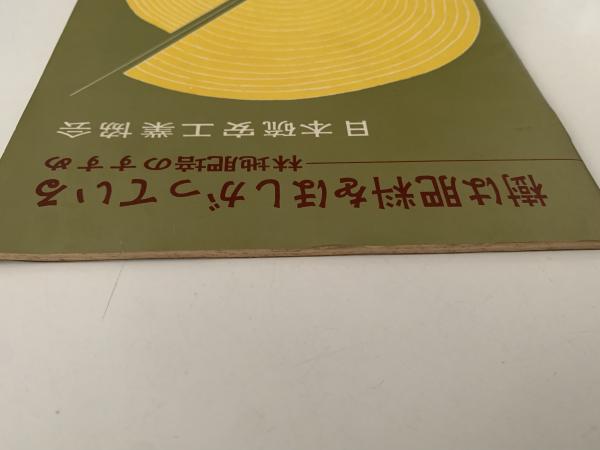 樹は肥料をほしがっている
——林地肥培のすすめ
日本硫安工業協会